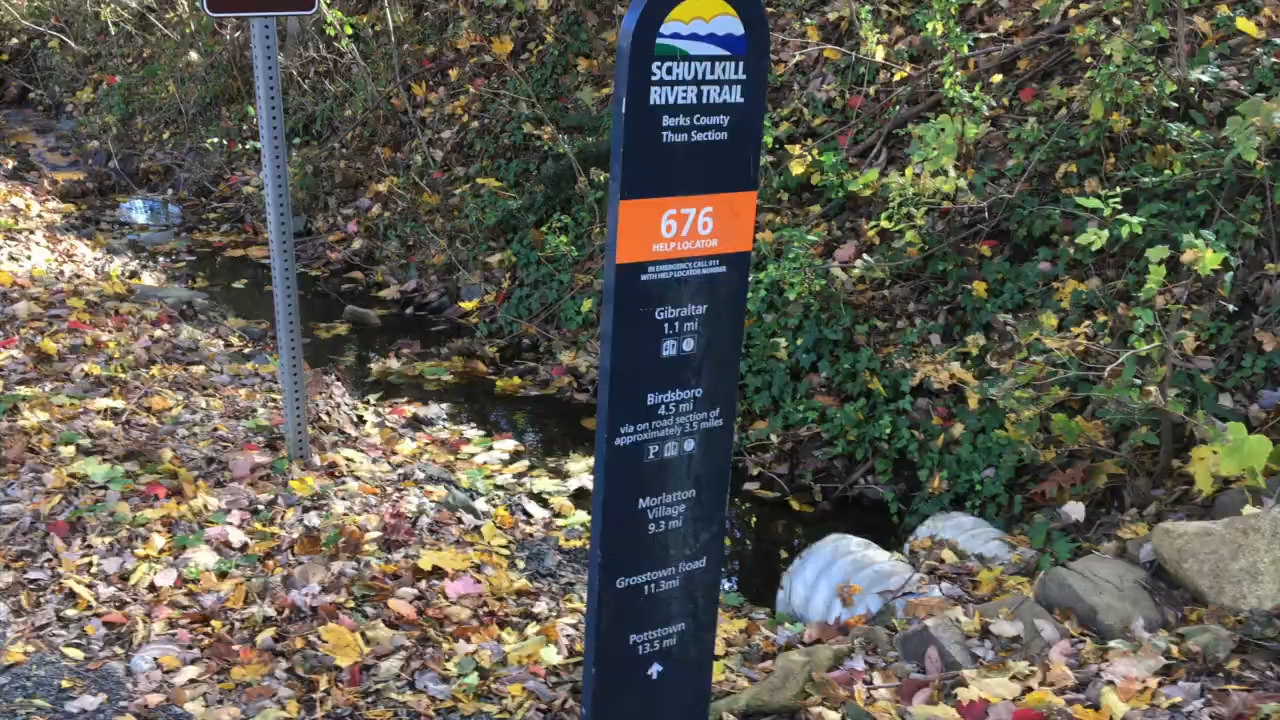 SCHUYLKILL
RIVER TRAIL
Berks County
Thun Section
676
HELP LOCATOR
IN EMERGENCY, CALL 911
WITH HELP LOCATOR NUMBER
Gibraltar
1.1 mi
Birdsboro
4.5 mi
via on road section of
approximately 3.5 miles
P
Morlatton
Village
9.3 mi
Grosstown Road
11.3mi
Pottstown
13.5 mi